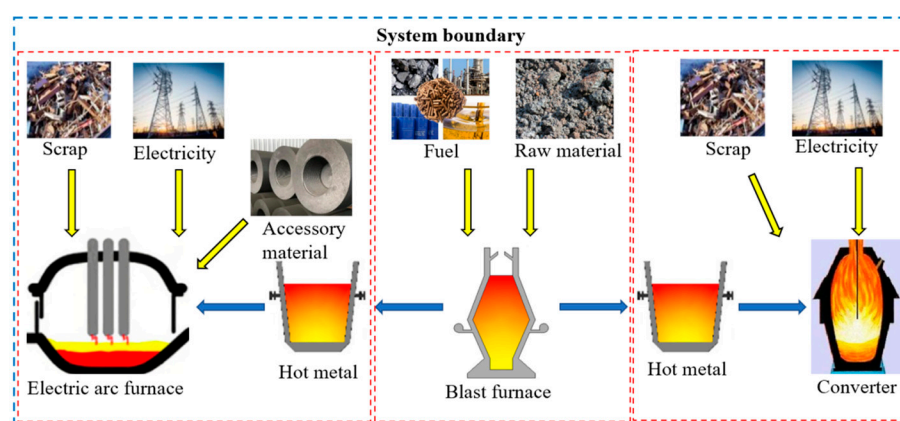 System boundary
Scrap
Electricity
Accessory
material
Electric arc furnace
Hot metal
Fuel
Raw material
Blast furnace
Scrap
Electricity
Hot metal
Converter